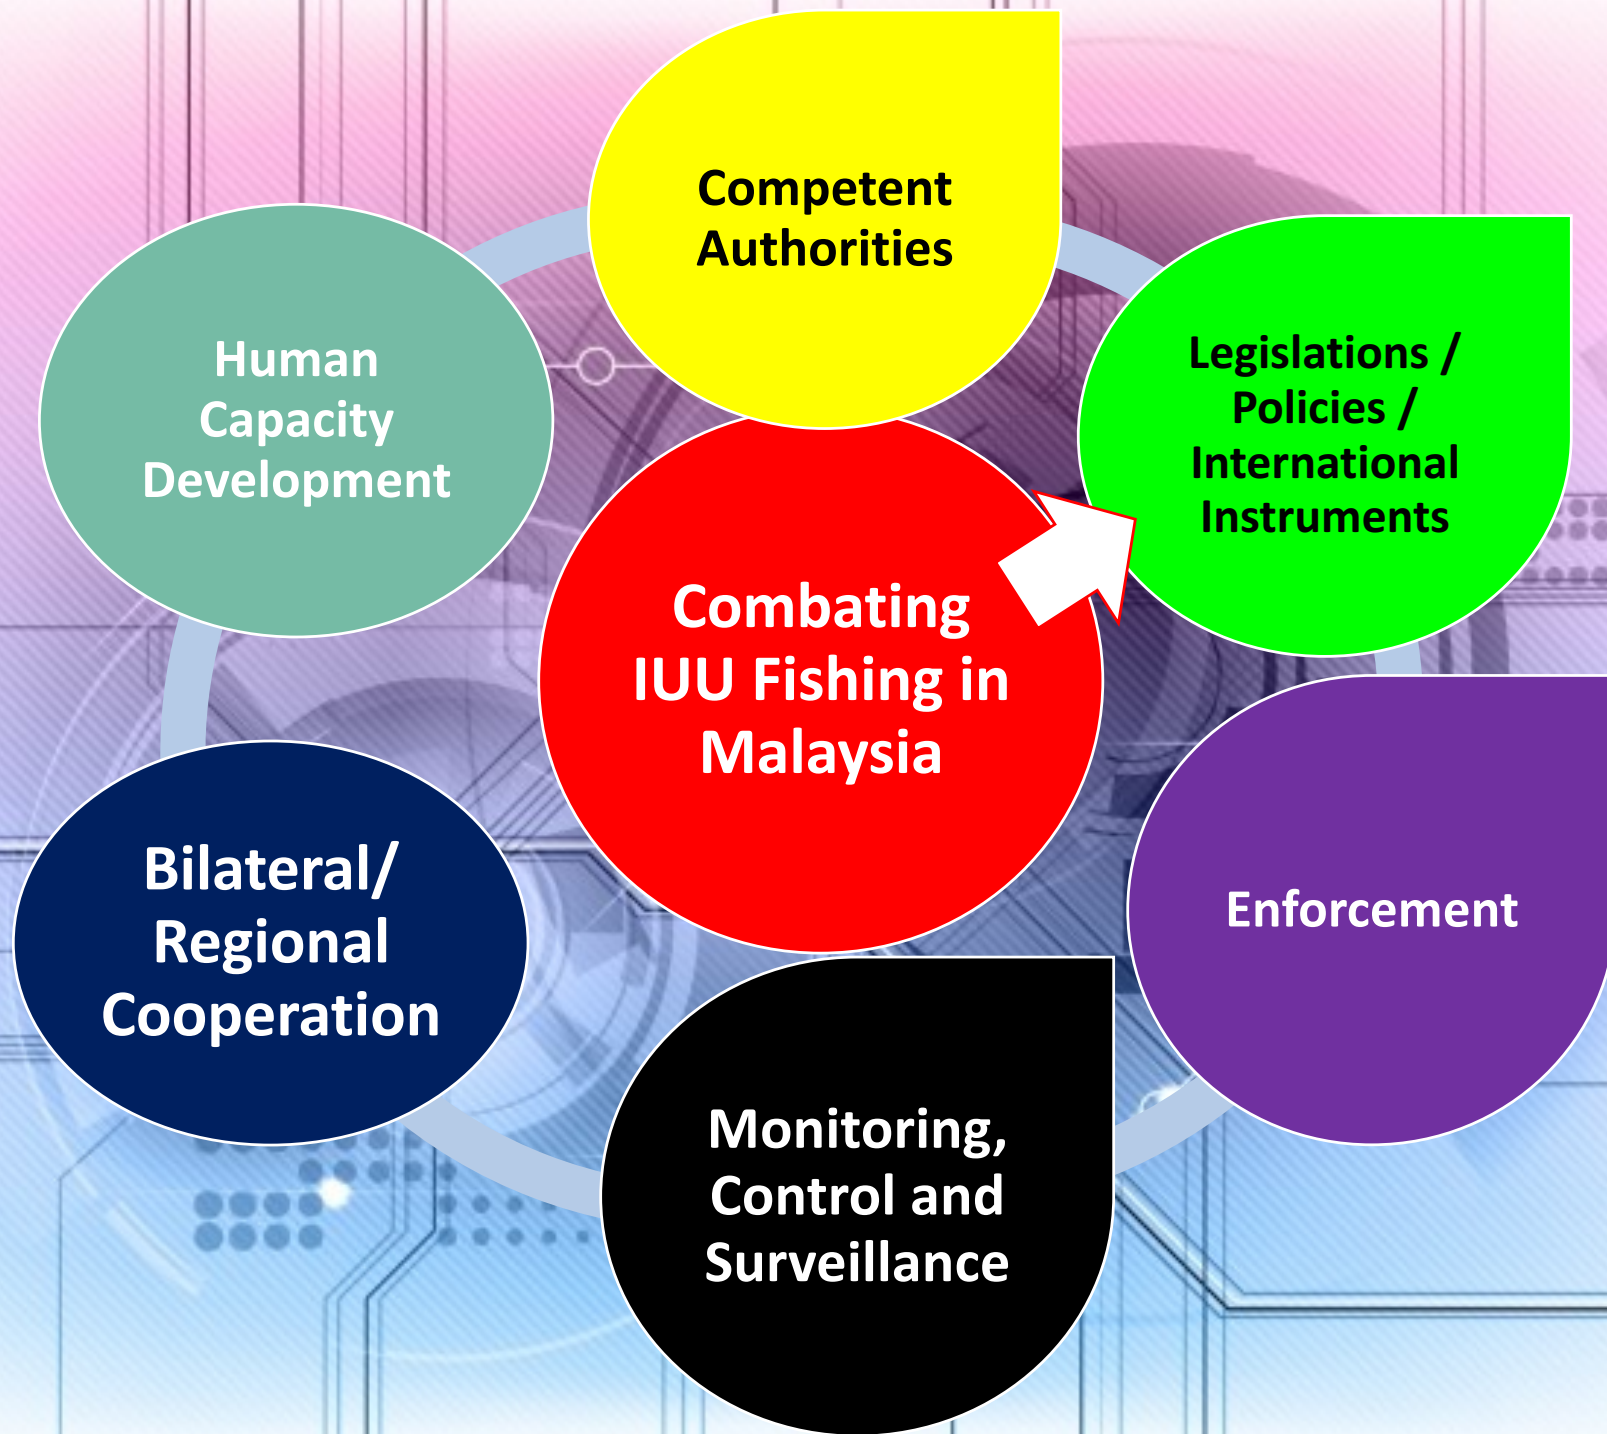 Competent
Authorities
Legislations /
Policies /
International
Instruments
Enforcement
Monitoring,
Control and
Surveillance
Bilateral/
Regional
Cooperation
Human
Capacity
Development
Combating
IUU Fishing in
Malaysia